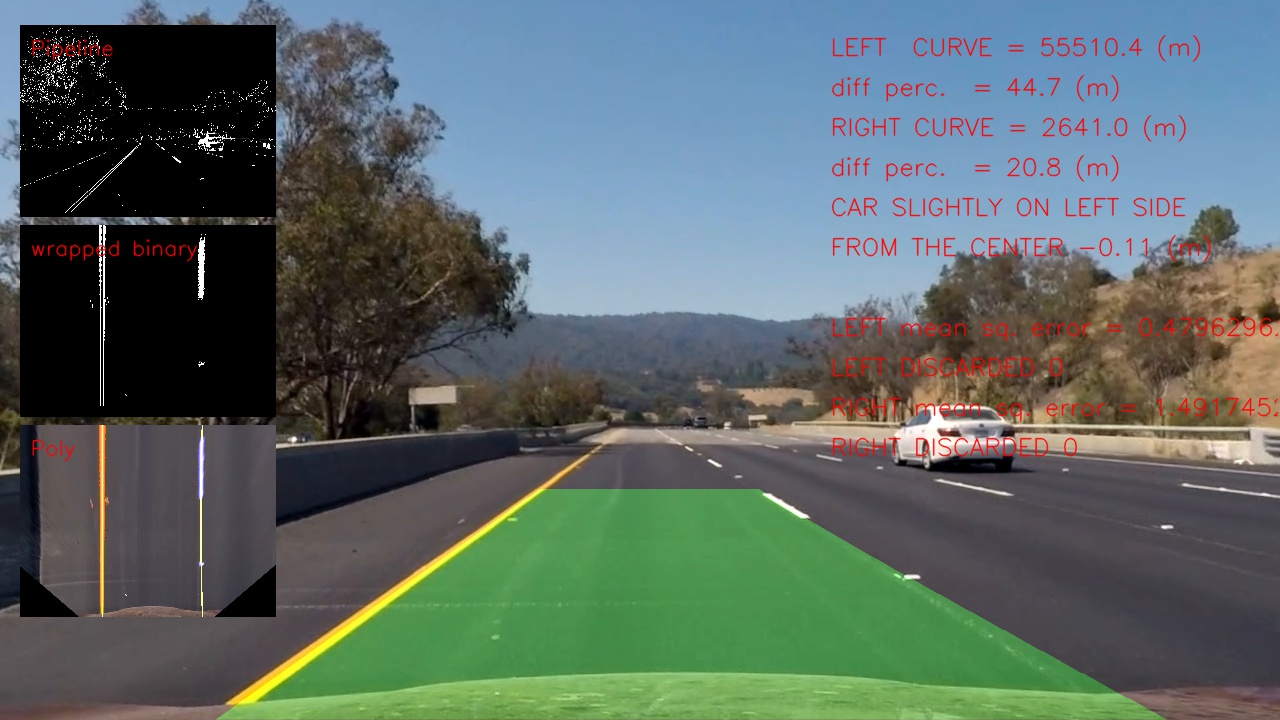 Pipeline
wrapped binary
Poly
LEFT CURVE = 55510.4 (m)
diff perc. = 44.7 (m)
RIGHT CURVE = 2641.0 (m)
diff perc. = 20.8 (m)
CAR SLIGHTLY ON LEFT SIDE
FROM THE CENTER -0.11 (m)
LEFT mean sq. error = 0.4796296.
LEFT DISCARDED 0
RIGHT mean sq. error = 1.491745
RIGHT DISCARDED 0